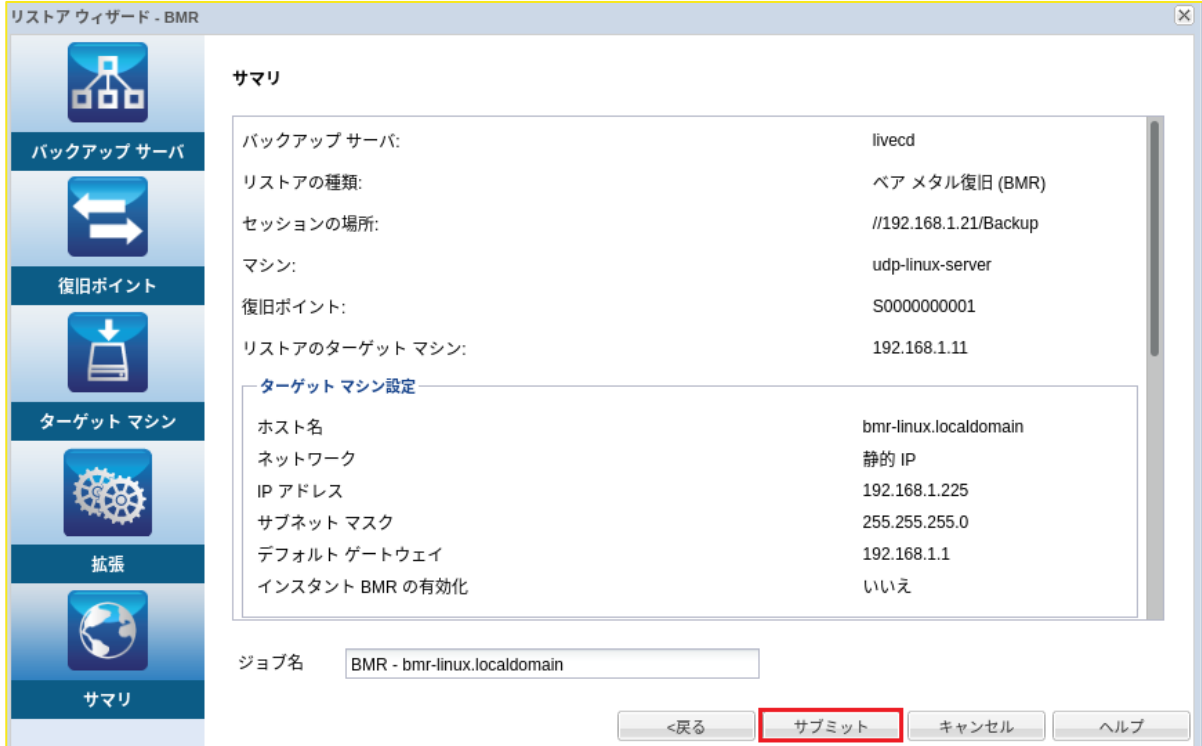 リストア ウィザード - BMR
バックアップ サーバ
復旧ポイント
ターゲット マシン
拡張
サマリ
サマリ
バックアップ サーバ: livecd
リストアの種類: ベア メタル復旧 (BMR)
セッションの場所: //192.168.1.21/Backup
マシン: udp-linux-server
復旧ポイント: S0000000001
リストアのターゲット マシン: 192.168.1.11
ターゲット マシン設定
ホスト名 bmr-linux.localdomain
ネットワーク 静的 IP
IP アドレス 192.168.1.225
サブネット マスク 255.255.255.0
デフォルト ゲートウェイ 192.168.1.1
インスタント BMR の有効化 いいえ
ジョブ名 BMR - bmr-linux.localdomain
<戻る サブミット キャンセル ヘルプ